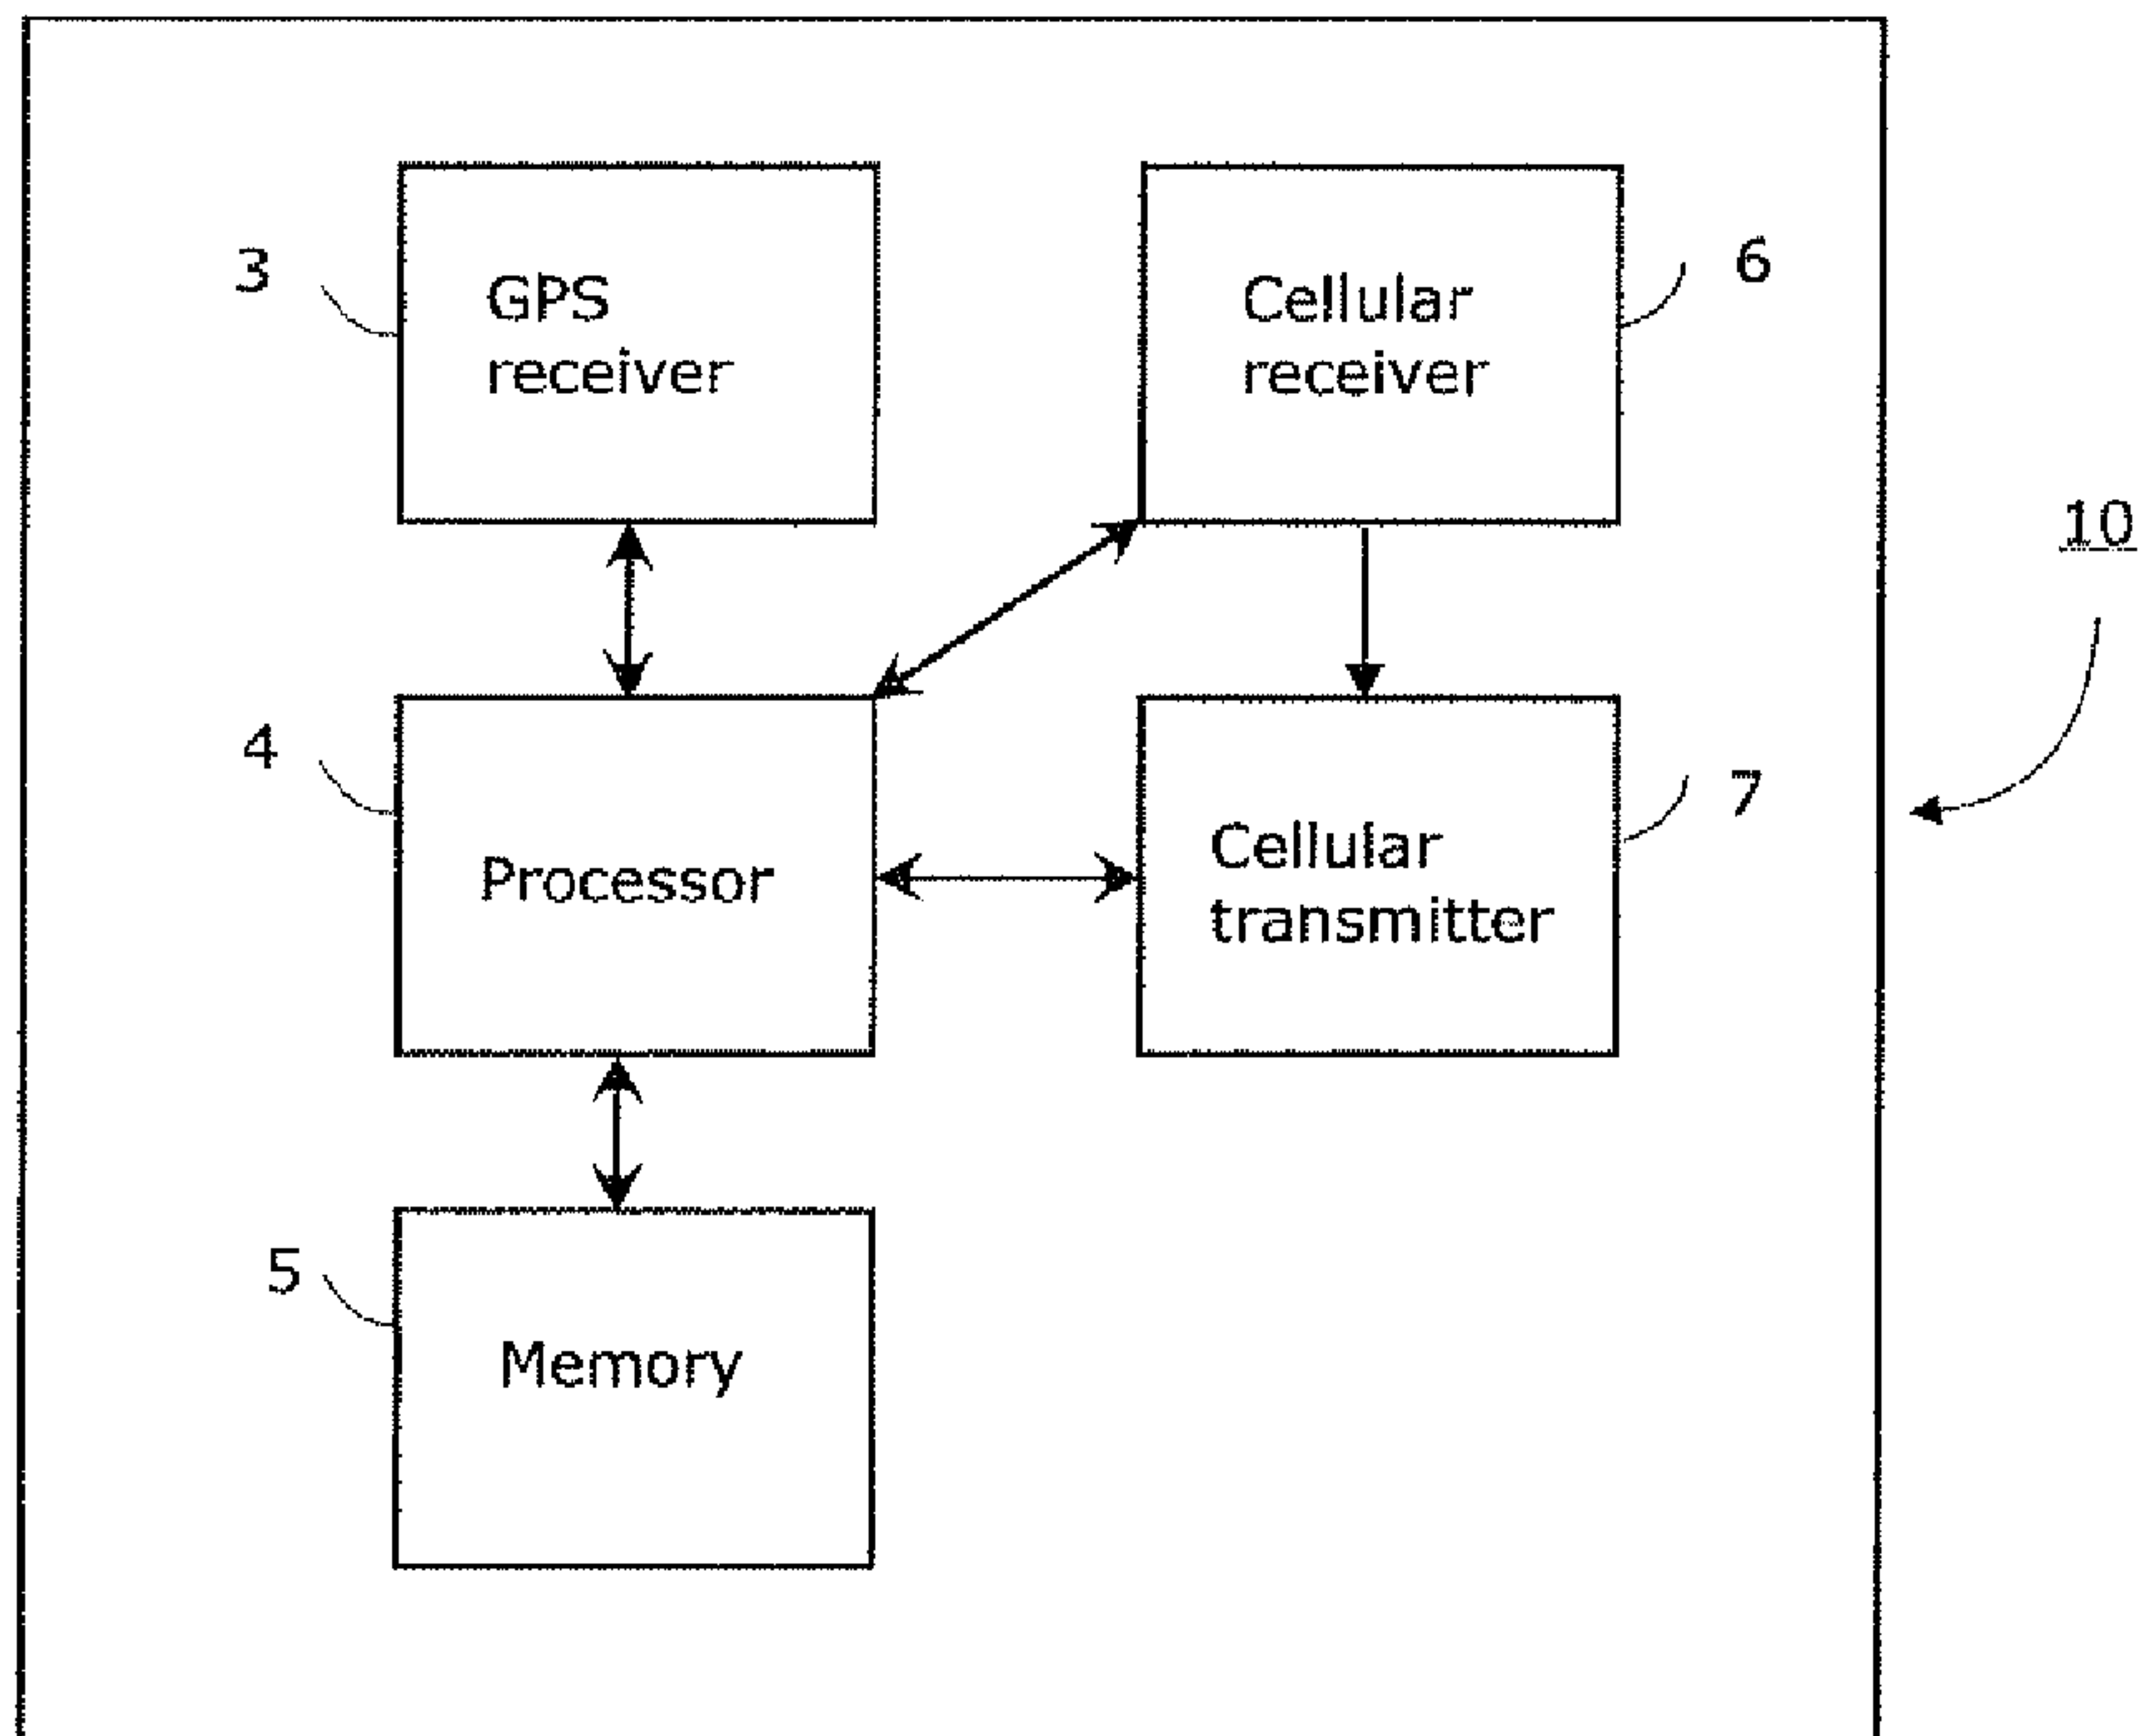 3
GPS
receiver
Cellular
receiver
6
10
4
Processor
Cellular
transmitter
7
5
Memory